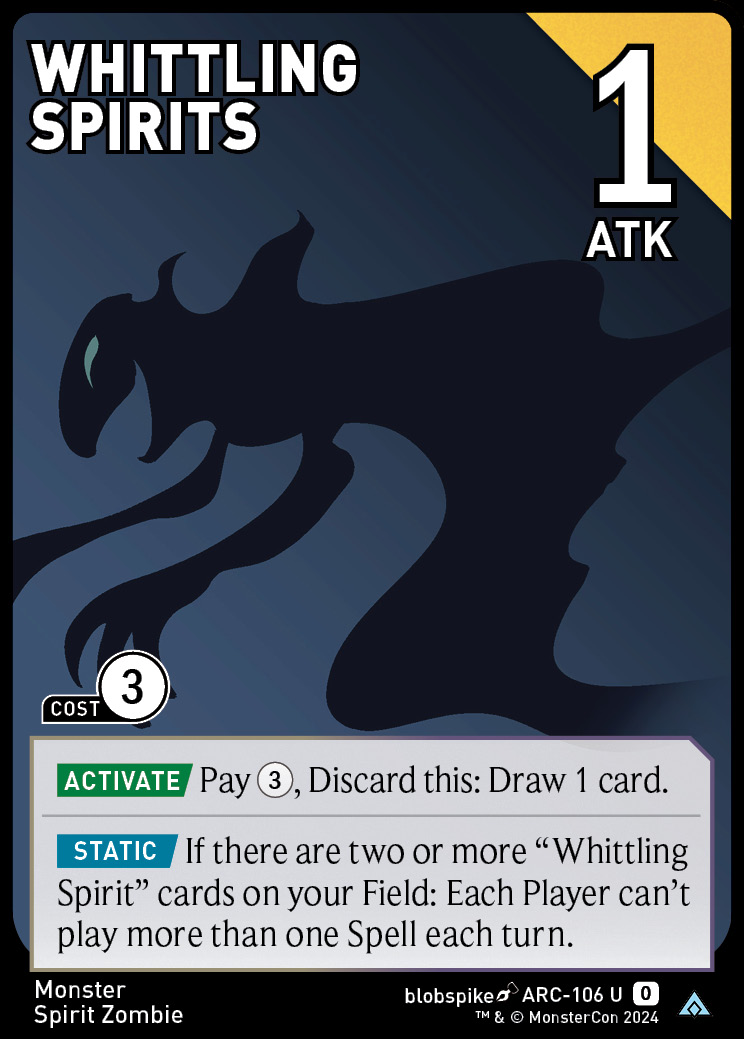 WHITTLING
SPIRITS
1
ATK
COST 3
ACTIVATE Pay 3, Discard this: Draw 1 card.
STATIC If there are two or more “Whittling
Spirit” cards on your Field: Each Player can’t
play more than one Spell each turn.
Monster
Spirit Zombie
blobspike ARC-106 U 0
™ & © MonsterCon 2024